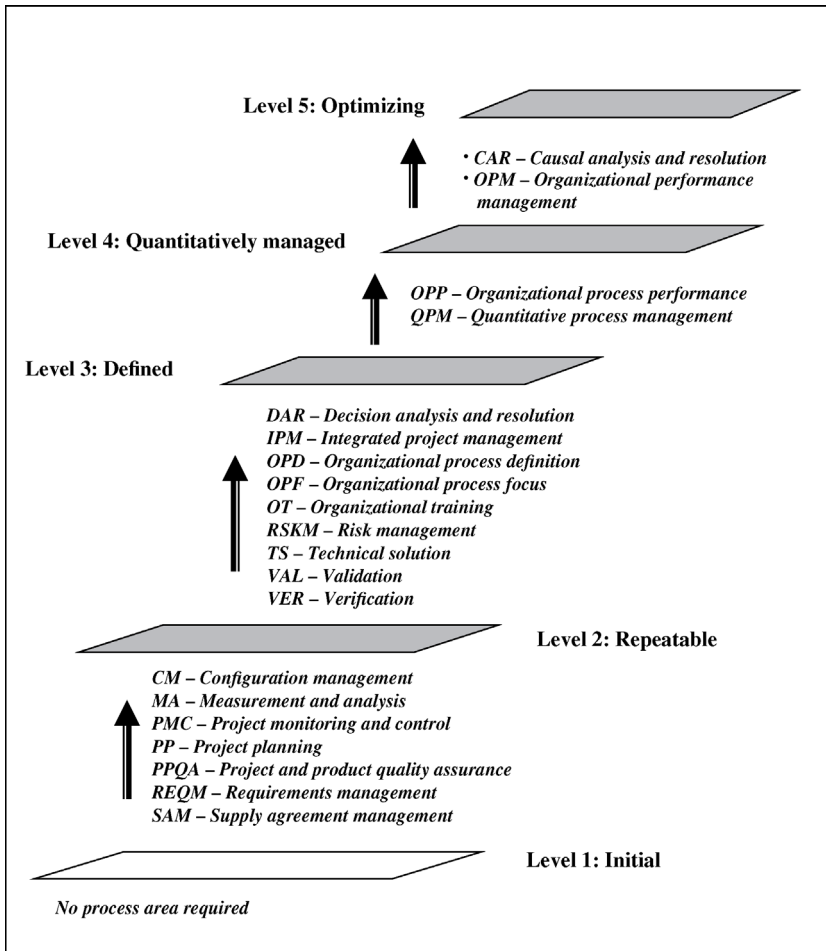 Level 5: Optimizing
• CAR – Causal analysis and resolution
• OPM – Organizational performance
management
Level 4: Quantitatively managed
OPP – Organizational process performance
QPM – Quantitative process management
Level 3: Defined
DAR – Decision analysis and resolution
IPM – Integrated project management
OPD – Organizational process definition
OPF – Organizational process focus
OT – Organizational training
RSKM – Risk management
TS – Technical solution
VAL – Validation
VER – Verification
Level 2: Repeatable
CM – Configuration management
MA – Measurement and analysis
PMC – Project monitoring and control
PP – Project planning
PPQA – Project and product quality assurance
REQM – Requirements management
SAM – Supply agreement management
Level 1: Initial
No process area required